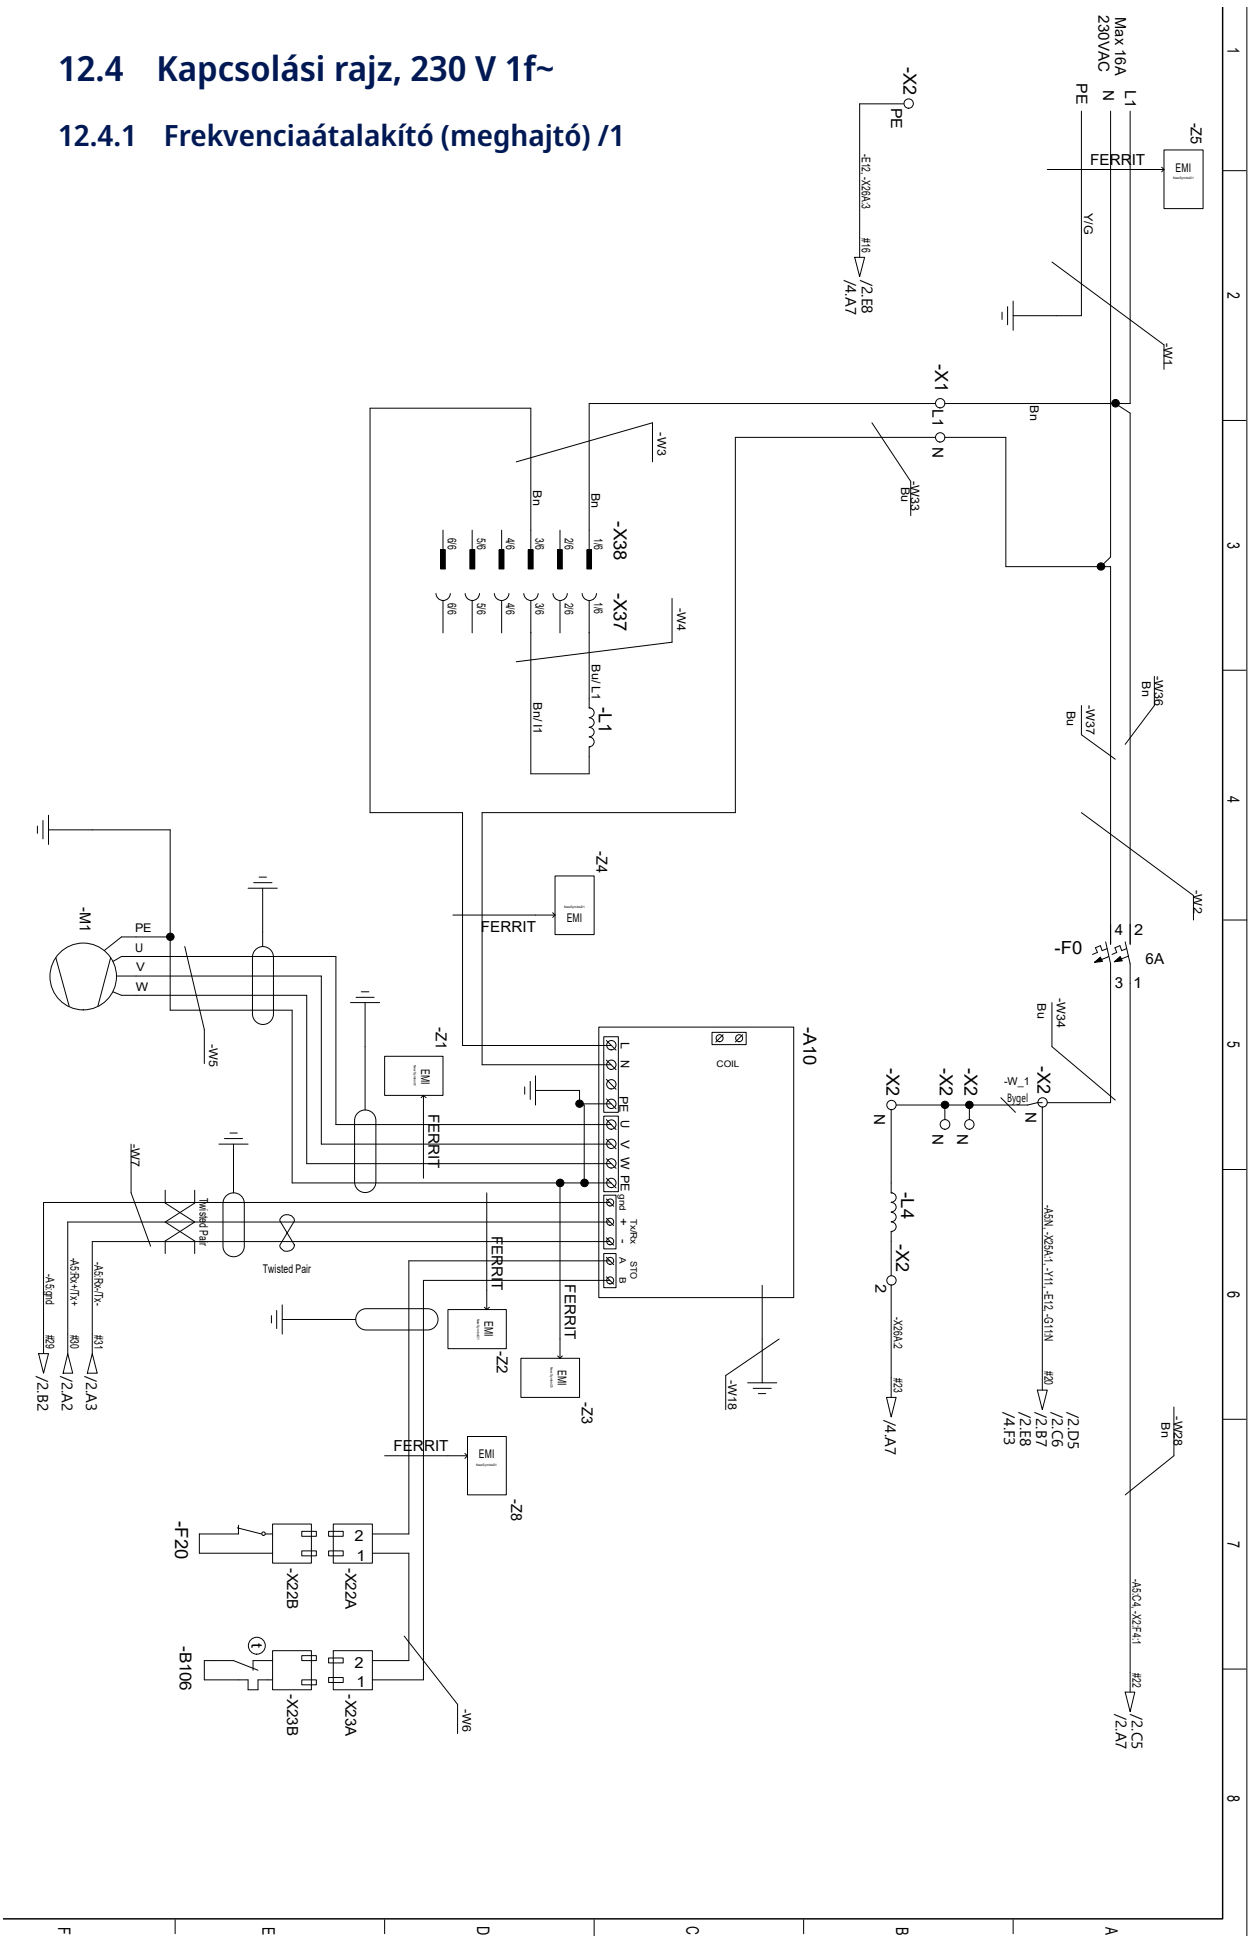 12.4 Kapcsolási rajz, 230 V 1f~
12.4.1 Frekvenciaátalakító (meghajtó) /1
Max 16A
230VAC
L1
N
PE
-Z5
EMI
FERRIT
Y/G
-W1
-X2
PE
-E12, -X26A:3
#16
/2.E8
/4.A7
-X1
L1
N
Bn
-W33
Bu
-W3
Bn
Bn
-X38
1/6
2/6
3/6
4/6
5/6
6/6
-X37
1/6
2/6
3/6
4/6
5/6
6/6
-W4
Bu/ L1
Bn/ l1
-L1
-W36
Bn
-W37
Bu
-W2
-F0
4
2
3
1
6A
-Z4
EMI
FERRIT
-M1
PE
U
V
W
-W5
-Z1
EMI
FERRIT
-A10
COIL
L
N
PE
U
V
W
PE
gnd
+
-
Tx/Rx
A
B
STO
-W34
Bu
-X2
N
-W_1
Bygel
-X2
N
-X2
N
-X2
N
-L4
-X2
2
-X26A:2
#23
/4.A7
-A5:N, -X25A:1, -Y11, -E12, -G11:N
#20
/2.D5
/2.C6
/2.B7
/2.E8
/4.F3
-W7
Twisted Pair
Twisted Pair
-A5:gnd
#29
/2.B2
-A5:Rx+/Tx+
#30
/2.A2
-A5:Rx-/Tx-
#31
/2.A3
FERRIT
EMI
-Z2
FERRIT
EMI
-Z3
-W18
FERRIT
EMI
-Z8
-W28
Bn
-A5:C4, -X2:F4:1
#22
/2.C5
/2.A7
-F20
-X22B
2
1
-X22A
-B106
t
-X23B
2
1
-X23A
-W6
1
2
3
4
5
6
7
8
F
E
D
C
B
A